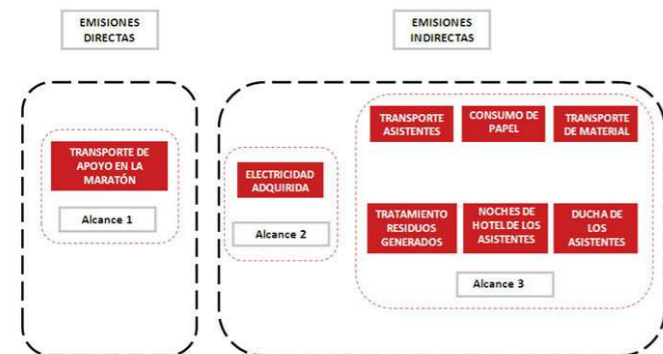 EMISIONES
DIRECTAS
EMISIONES
INDIRECTAS
TRANSPORTE DE
APOYO EN LA
MARATÓN
Alcance 1
ELECTRICIDAD
ADQUIRIDA
Alcance 2
TRANSPORTE
ASISTENTES
CONSUMO DE
PAPEL
TRANSPORTE
DE MATERIAL
TRATAMIENTO
RESIDUOS
GENERADOS
NOCHES DE
HOTEL DE LOS
ASISTENTES
DUCHA DE
LOS
ASISTENTES
Alcance 3